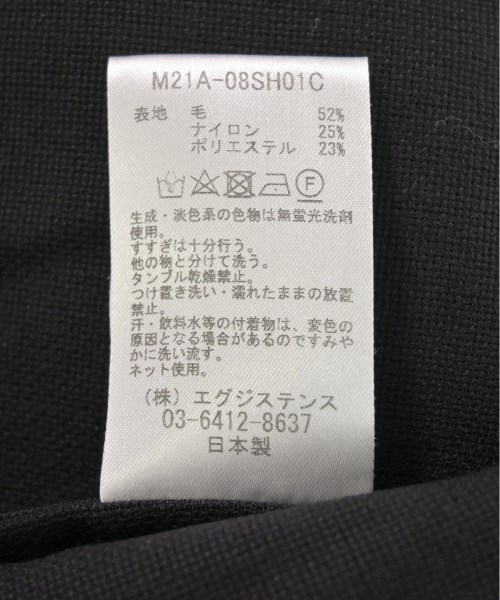 M21A-08SH01C
表地 毛 52%
ナイロン 25%
ポリエステル 23%
F
生成・淡色系の色物は無蛍光洗剤
使用。
すすぎは十分行う。
他の物と分けて洗う。
タンブル乾燥禁止。
つけ置き洗い・濡れたままの放置
禁止。
汗・飲料水等の付着物は、変色の
原因となる場合があるのですみや
かに洗い流す。
ネット使用。
(株) エグジステンス
03-6412-8637
日本製